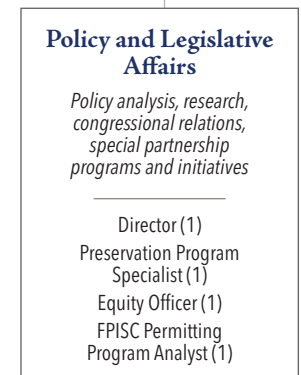 Policy and Legislative
Affairs
Policy analysis, research,
congressional relations,
special partnership
programs and initiatives
Director (1)
Preservation Program
Specialist (1)
Equity Officer (1)
FPISC Permitting
Program Analyst (1)